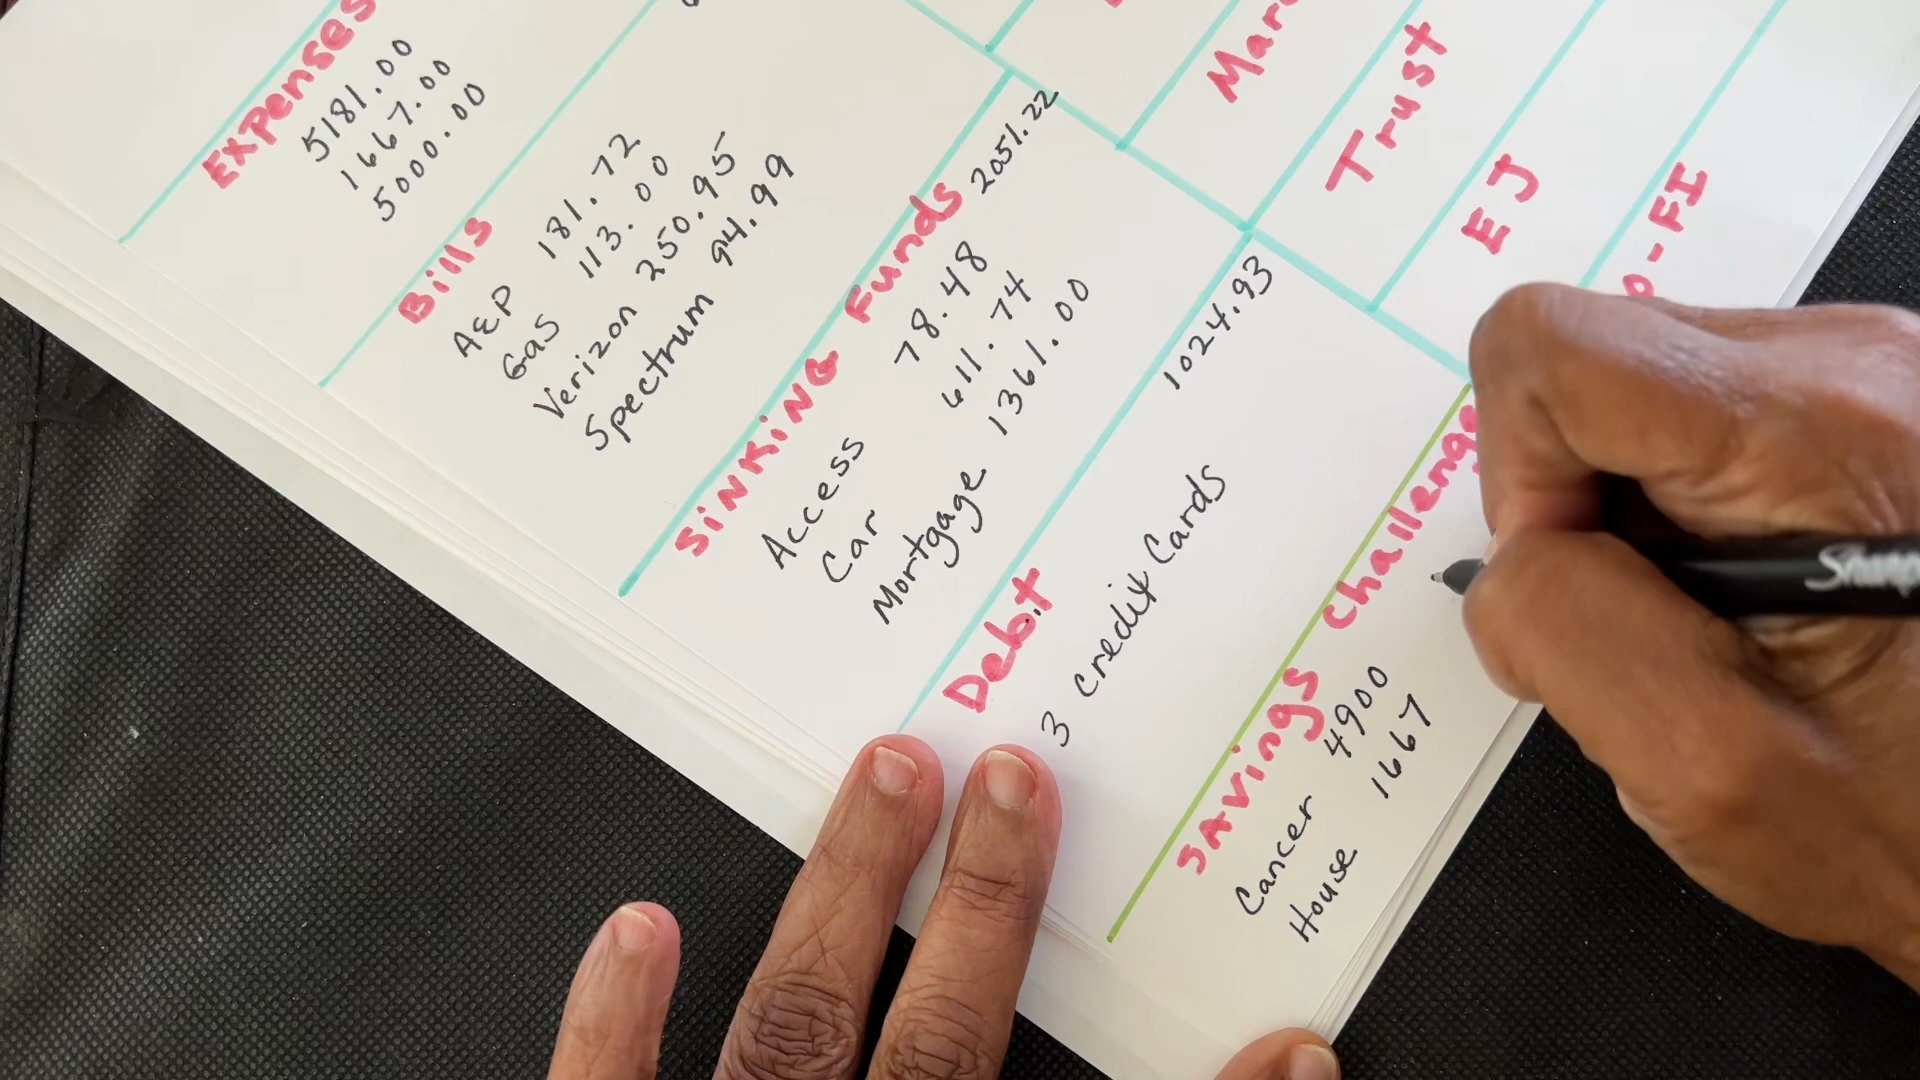 Expenses
5181.00
1667.00
5000.00
Bills
AEP 181.72
Gas 113.00
Verizon 250.95
Spectrum 94.99
Sinking Funds 2051.22
Access 78.48
Car 611.74
Mortgage 1361.00
Debit 1024.93
3 Credit Cards
Savings Challenge
Cancer 4900
House 1667
Trust
EJ
-FI